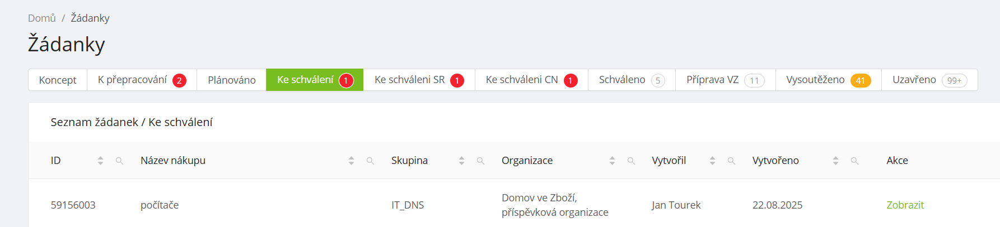 Domů / Žádanky
Žádanky
Koncept K přepracování 2 Plánováno Ke schválení 1 Ke schváleni SR 1 Ke schváleni CN 1 Schváleno 5 Příprava VZ 11 Vysoutěženo 41 Uzavřeno 99+
Seznam žádanek / Ke schválení
ID Název nákupu Skupina Organizace Vytvořil Vytvořeno Akce
59156003 počítače IT_DNS Domov ve Zboží, příspěvková organizace Jan Tourek 22.08.2025 Zobrazit